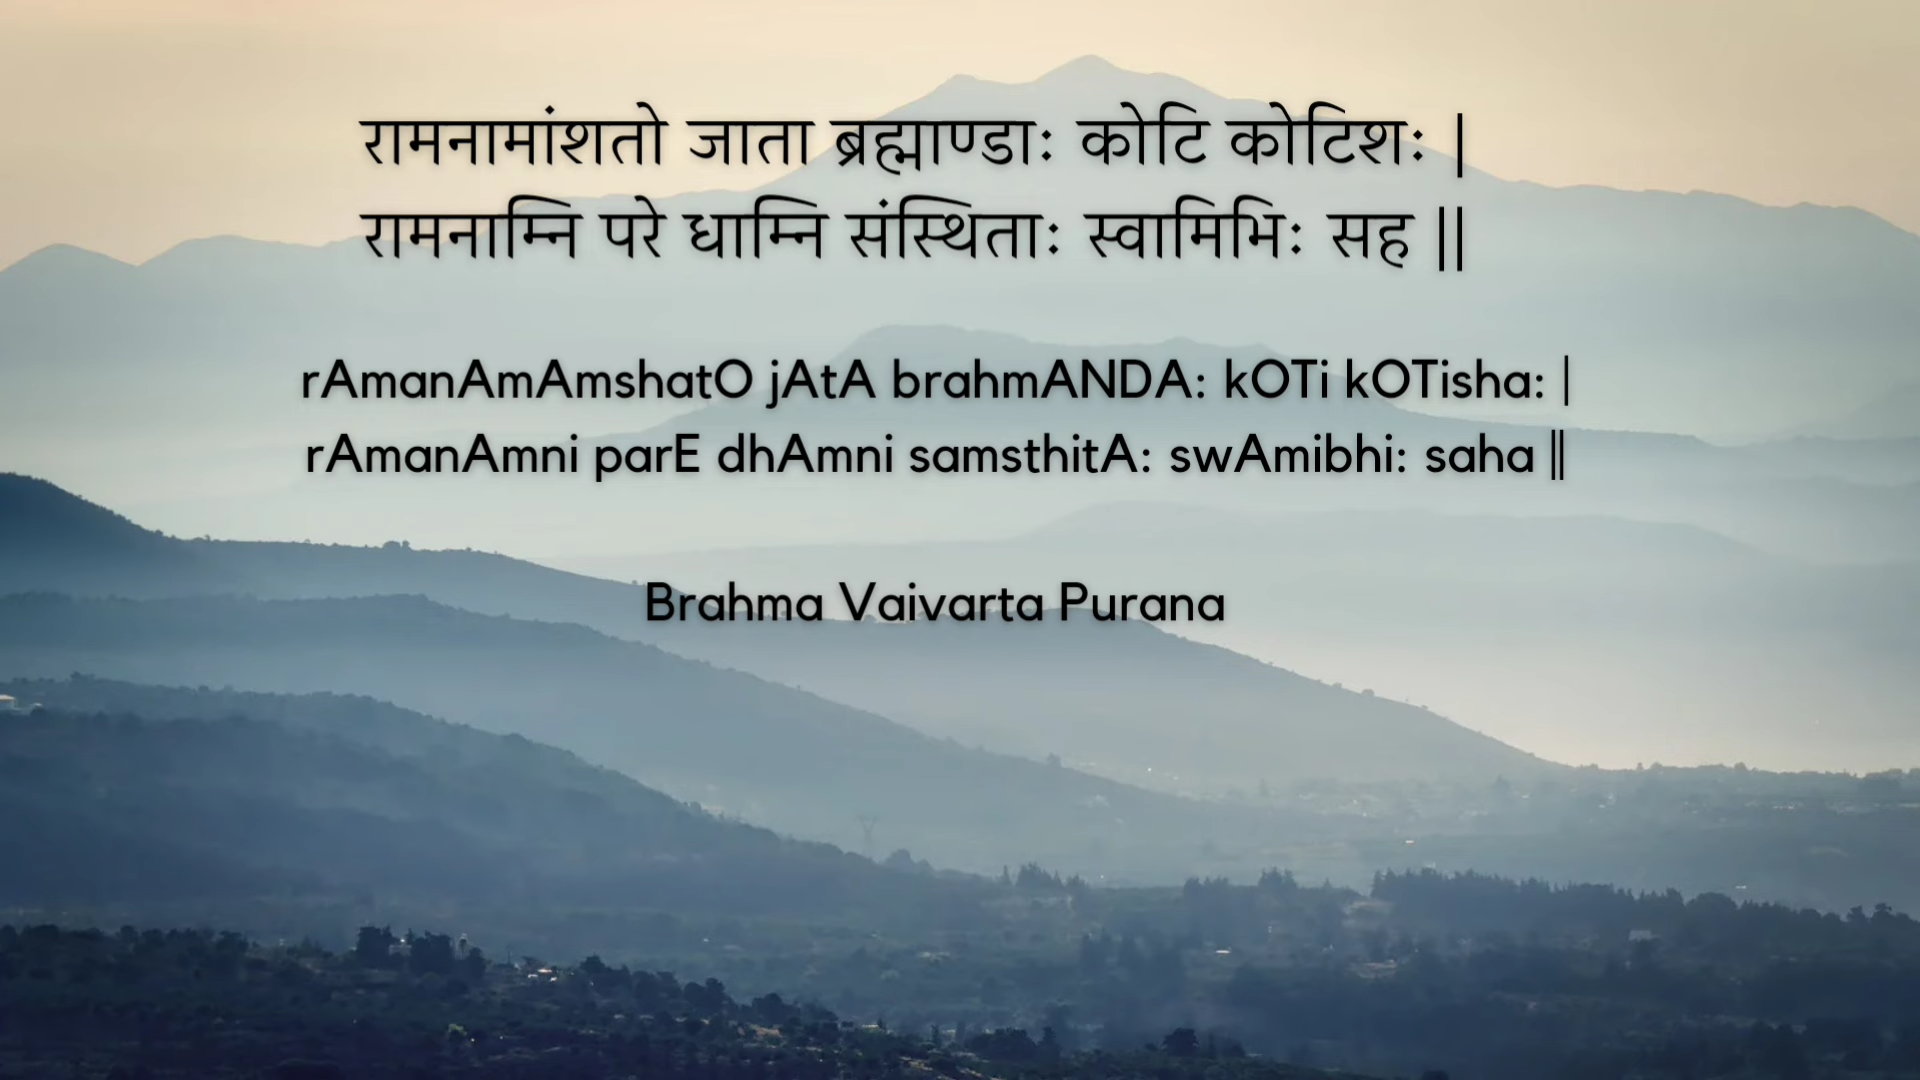 रामनामांशतो जाता ब्रह्माण्डाः कोटि कोटिशः |
रामनाम्नि परे धाम्नि संस्थिताः स्वामिभिः सह ||
rAmanAmAmshatO jAtA brahmANDA: kOTi kOTisha: |
rAmanAmni parE dhAmni samsthitA: swAmibhi: saha ||
Brahma Vaivarta Purana